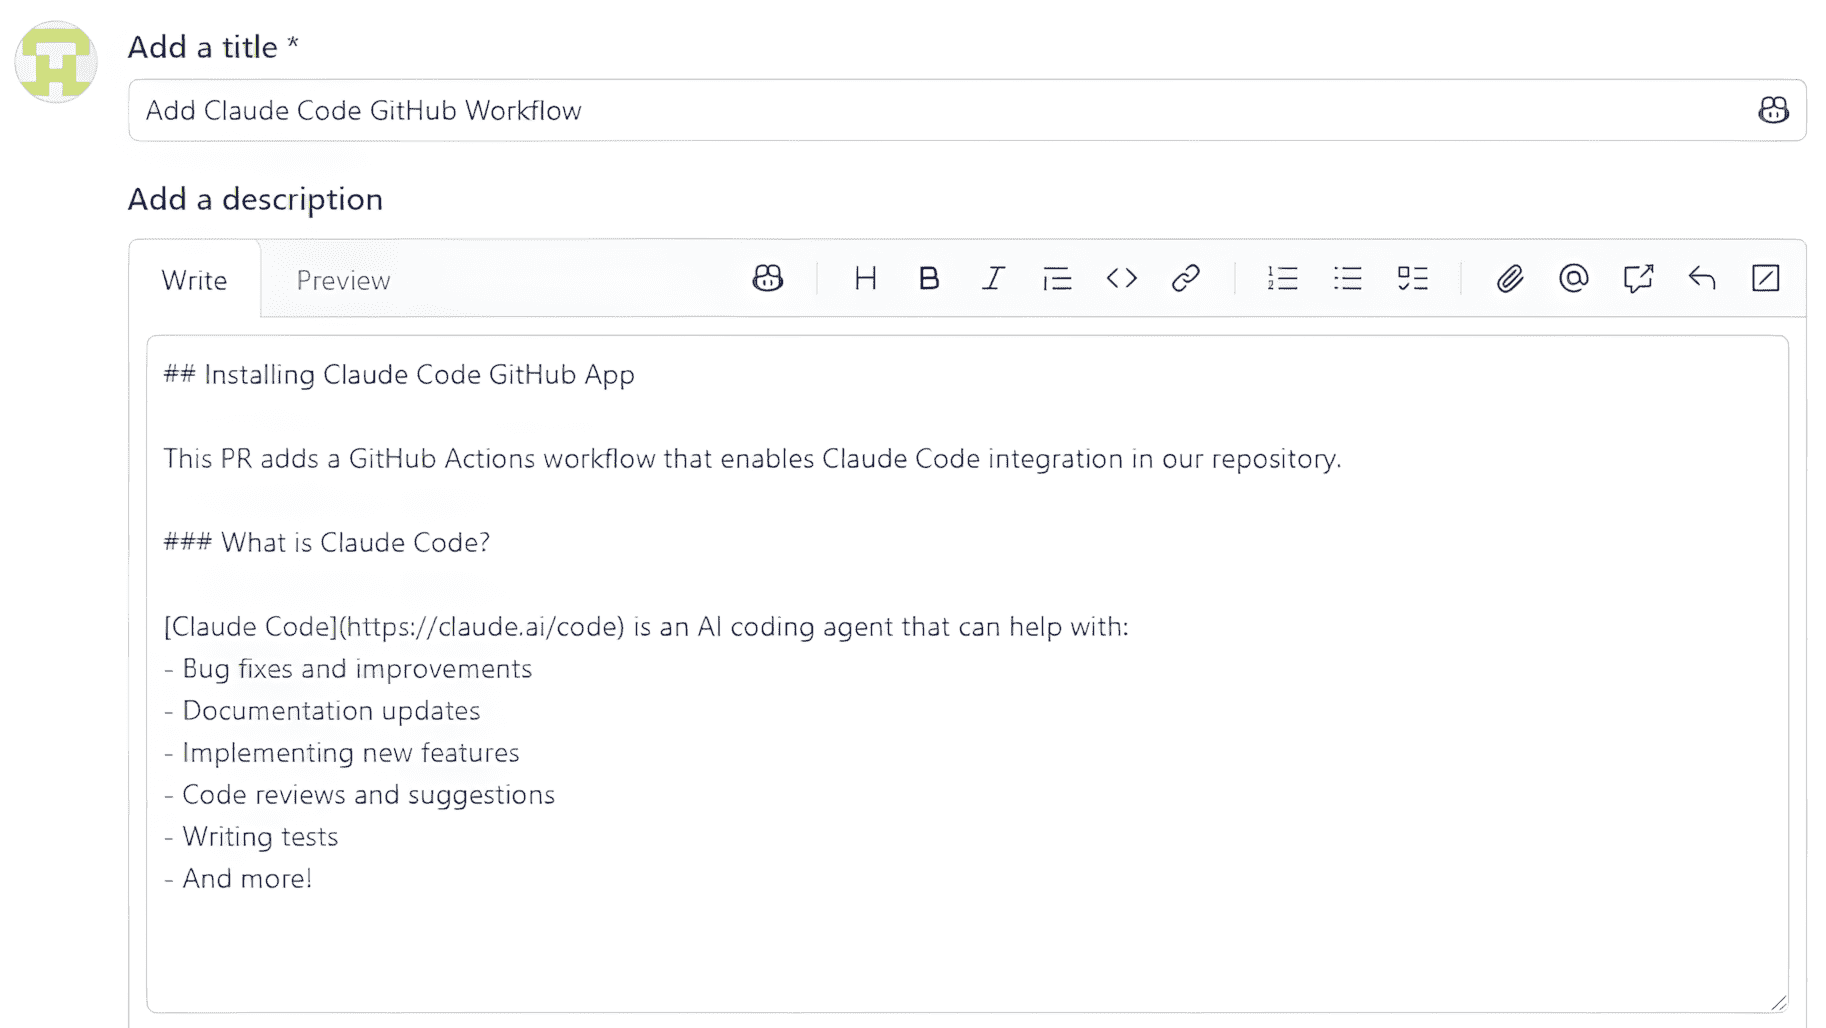 Add a title *
Add Claude Code GitHub Workflow
Add a description
Write Preview
## Installing Claude Code GitHub App
This PR adds a GitHub Actions workflow that enables Claude Code integration in our repository.
### What is Claude Code?
[Claude Code](https://claude.ai/code) is an AI coding agent that can help with:
- Bug fixes and improvements
- Documentation updates
- Implementing new features
- Code reviews and suggestions
- Writing tests
- And more!